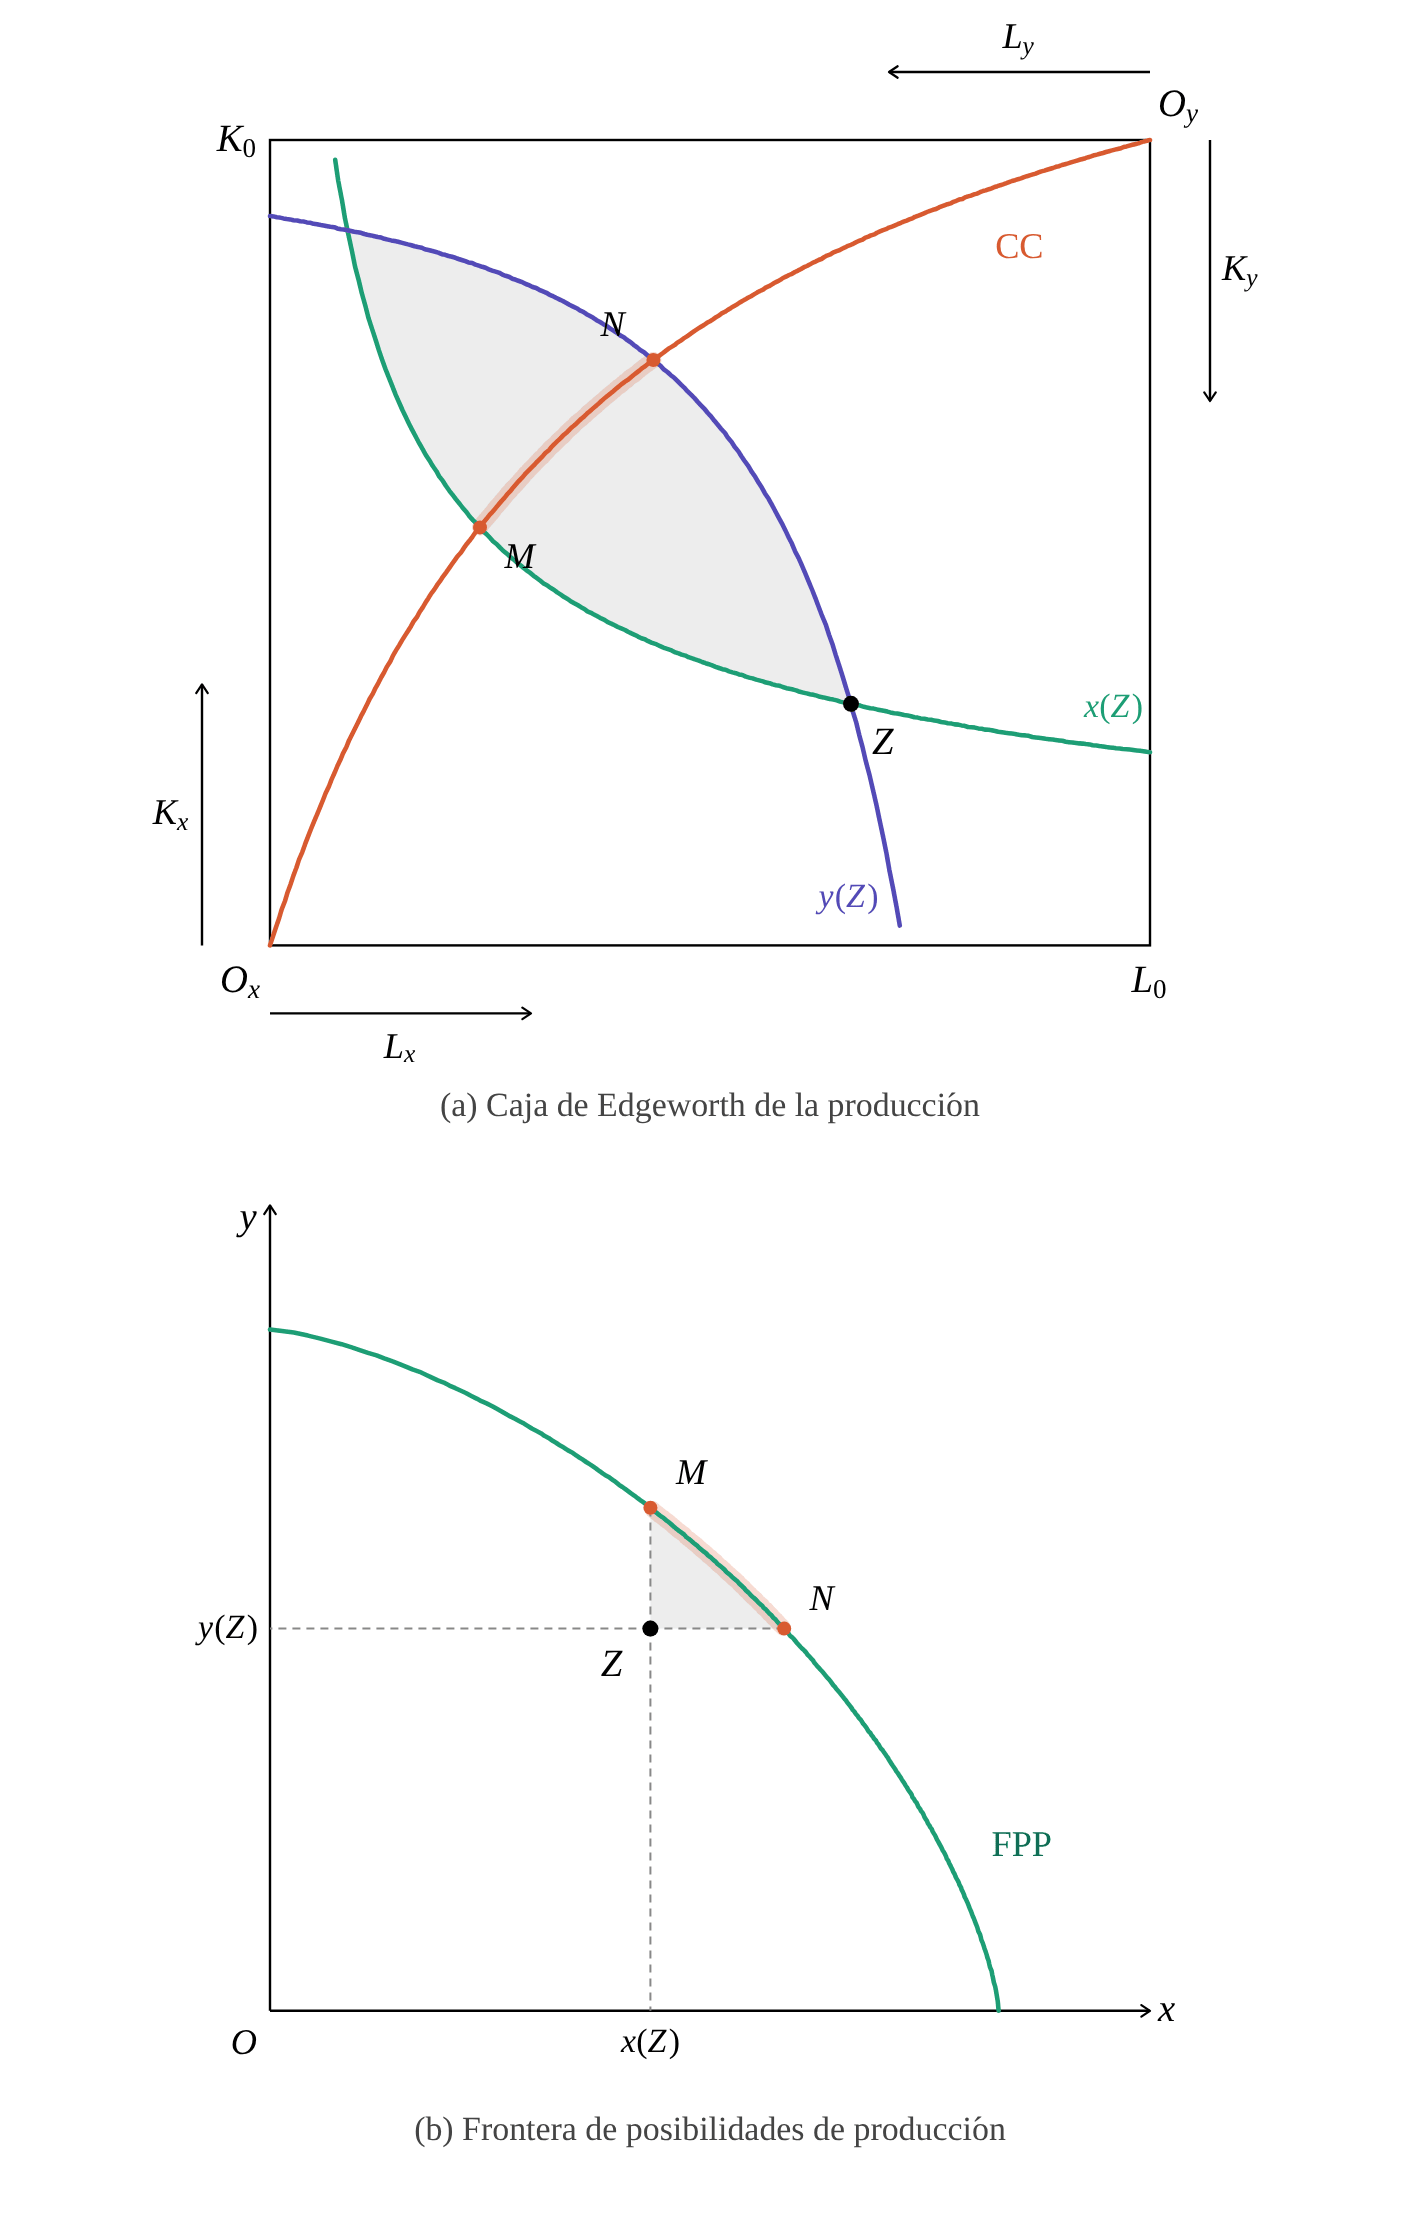 L_y
O_y
K_0
CC
K_y
N
M
x(Z)
Z
K_x
y(Z)
O_x
L_0
L_x
(a) Caja de Edgeworth de la producción
y
M
N
y(Z)
Z
FPP
x
O
x(Z)
(b) Frontera de posibilidades de producción